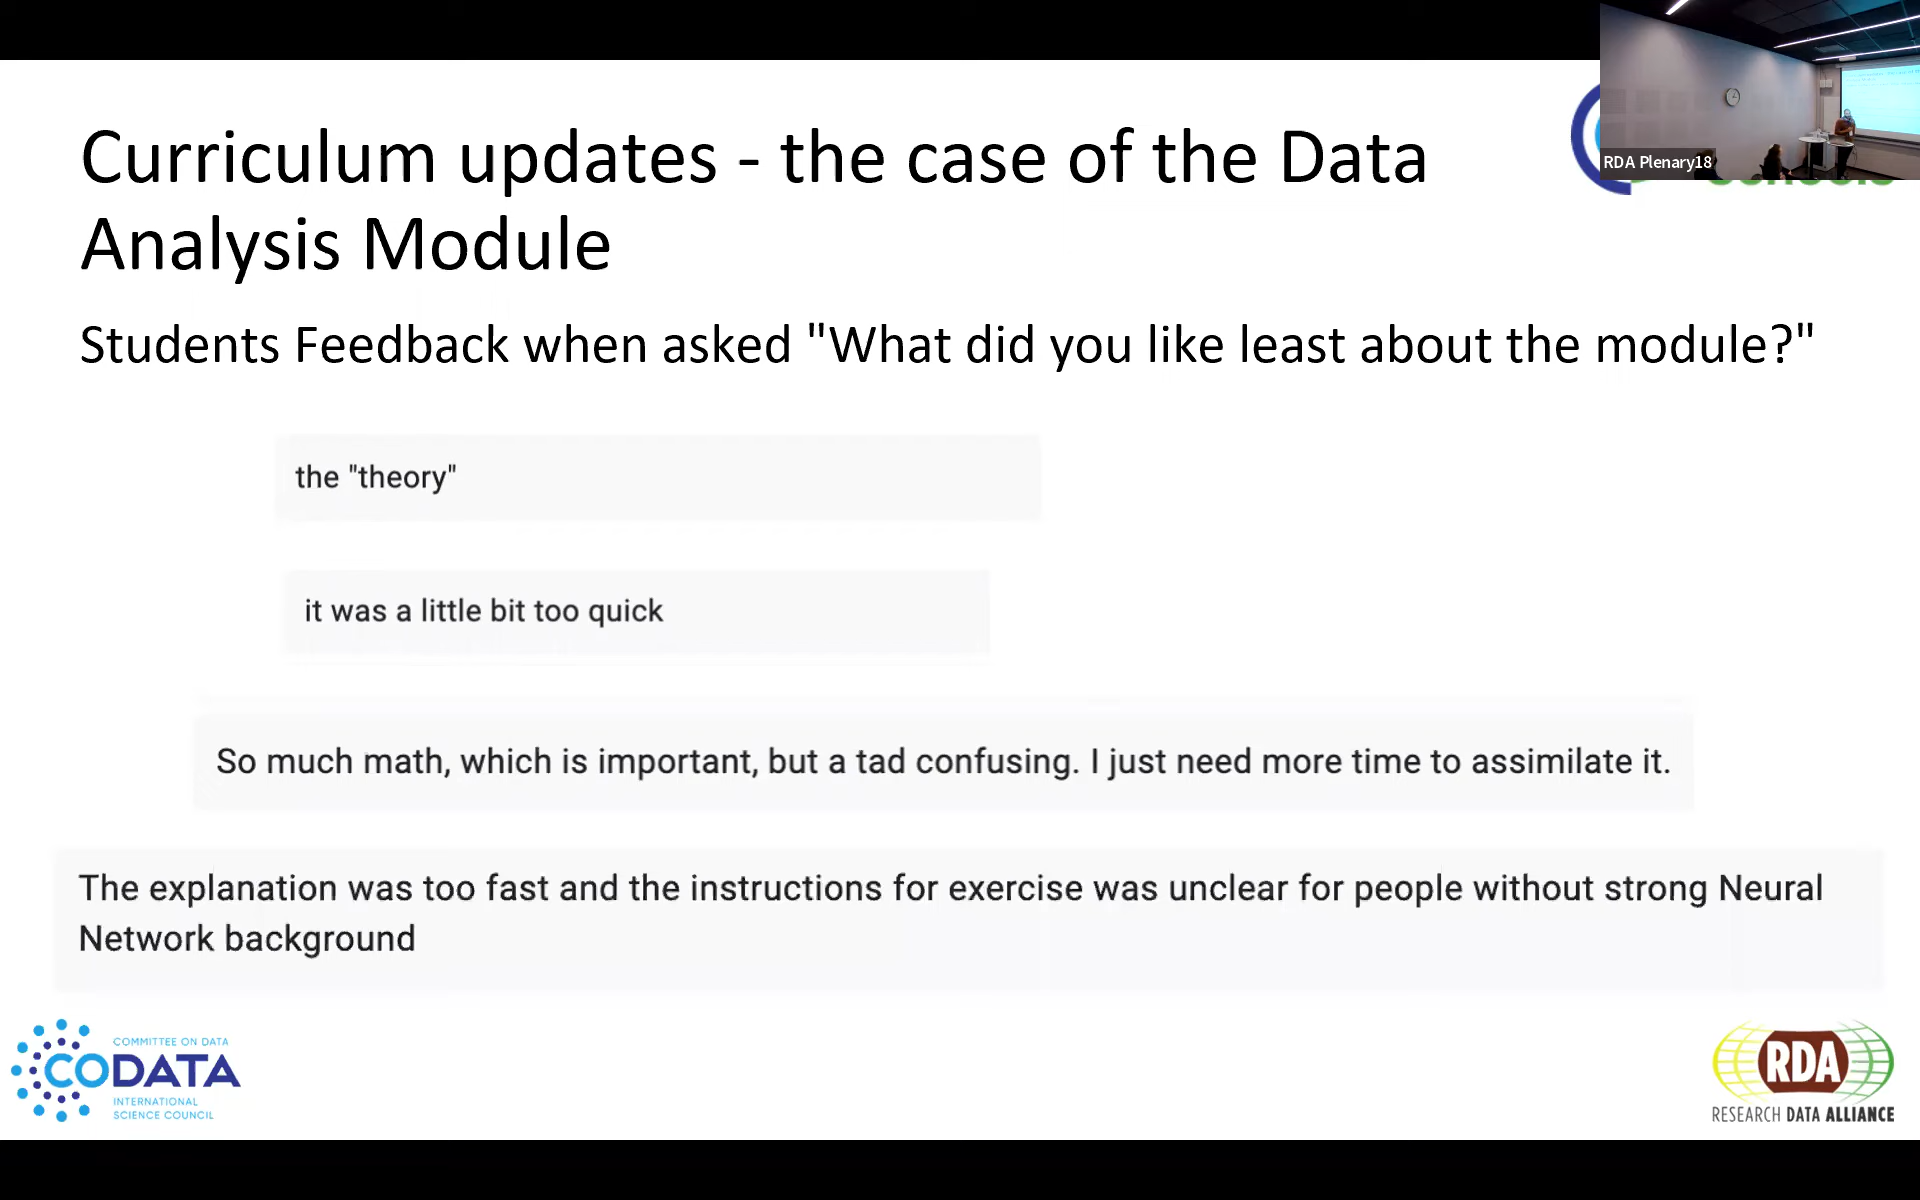 Curriculum updates - the case of the Data
Analysis Module
RDA Plenary18
Students Feedback when asked "What did you like least about the module?"
the "theory"
it was a little bit too quick
So much math, which is important, but a tad confusing. I just need more time to assimilate it.
The explanation was too fast and the instructions for exercise was unclear for people without strong Neural
Network background
COMMITTEE ON DATA
CODATA
INTERNATIONAL
SCIENCE COUNCIL
RDA
RESEARCH DATA ALLIANCE